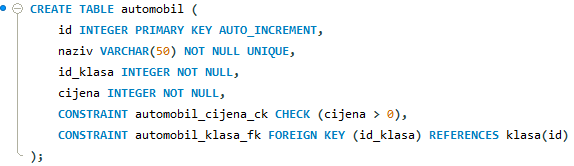 CREATE TABLE automobil (
id INTEGER PRIMARY KEY AUTO_INCREMENT,
naziv VARCHAR(50) NOT NULL UNIQUE,
id_klasa INTEGER NOT NULL,
cijena INTEGER NOT NULL,
CONSTRAINT automobil_cijena_ck CHECK (cijena > 0),
CONSTRAINT automobil_klasa_fk FOREIGN KEY (id_klasa) REFERENCES klasa(id)
);